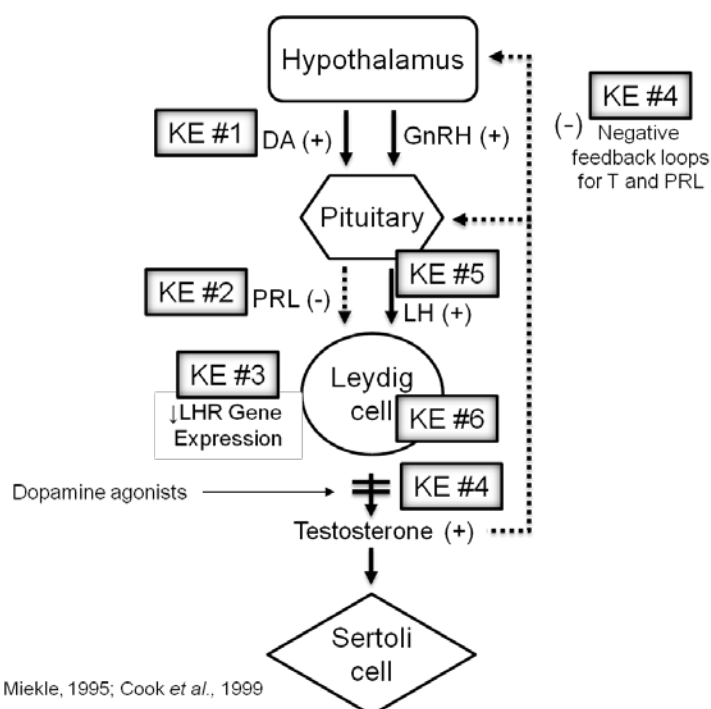 Hypothalamus
KE #4
(-) Negative
feedback loops
for T and PRL
KE #1
DA (+)
GnRH (+)
Pituitary
KE #5
KE #2
PRL (-)
LH (+)
KE #3
↓LHR Gene
Expression
Leydig
cell
KE #6
Dopamine agonists
KE #4
Testosterone (+)
Sertoli
cell
Miekle, 1995; Cook et al., 1999